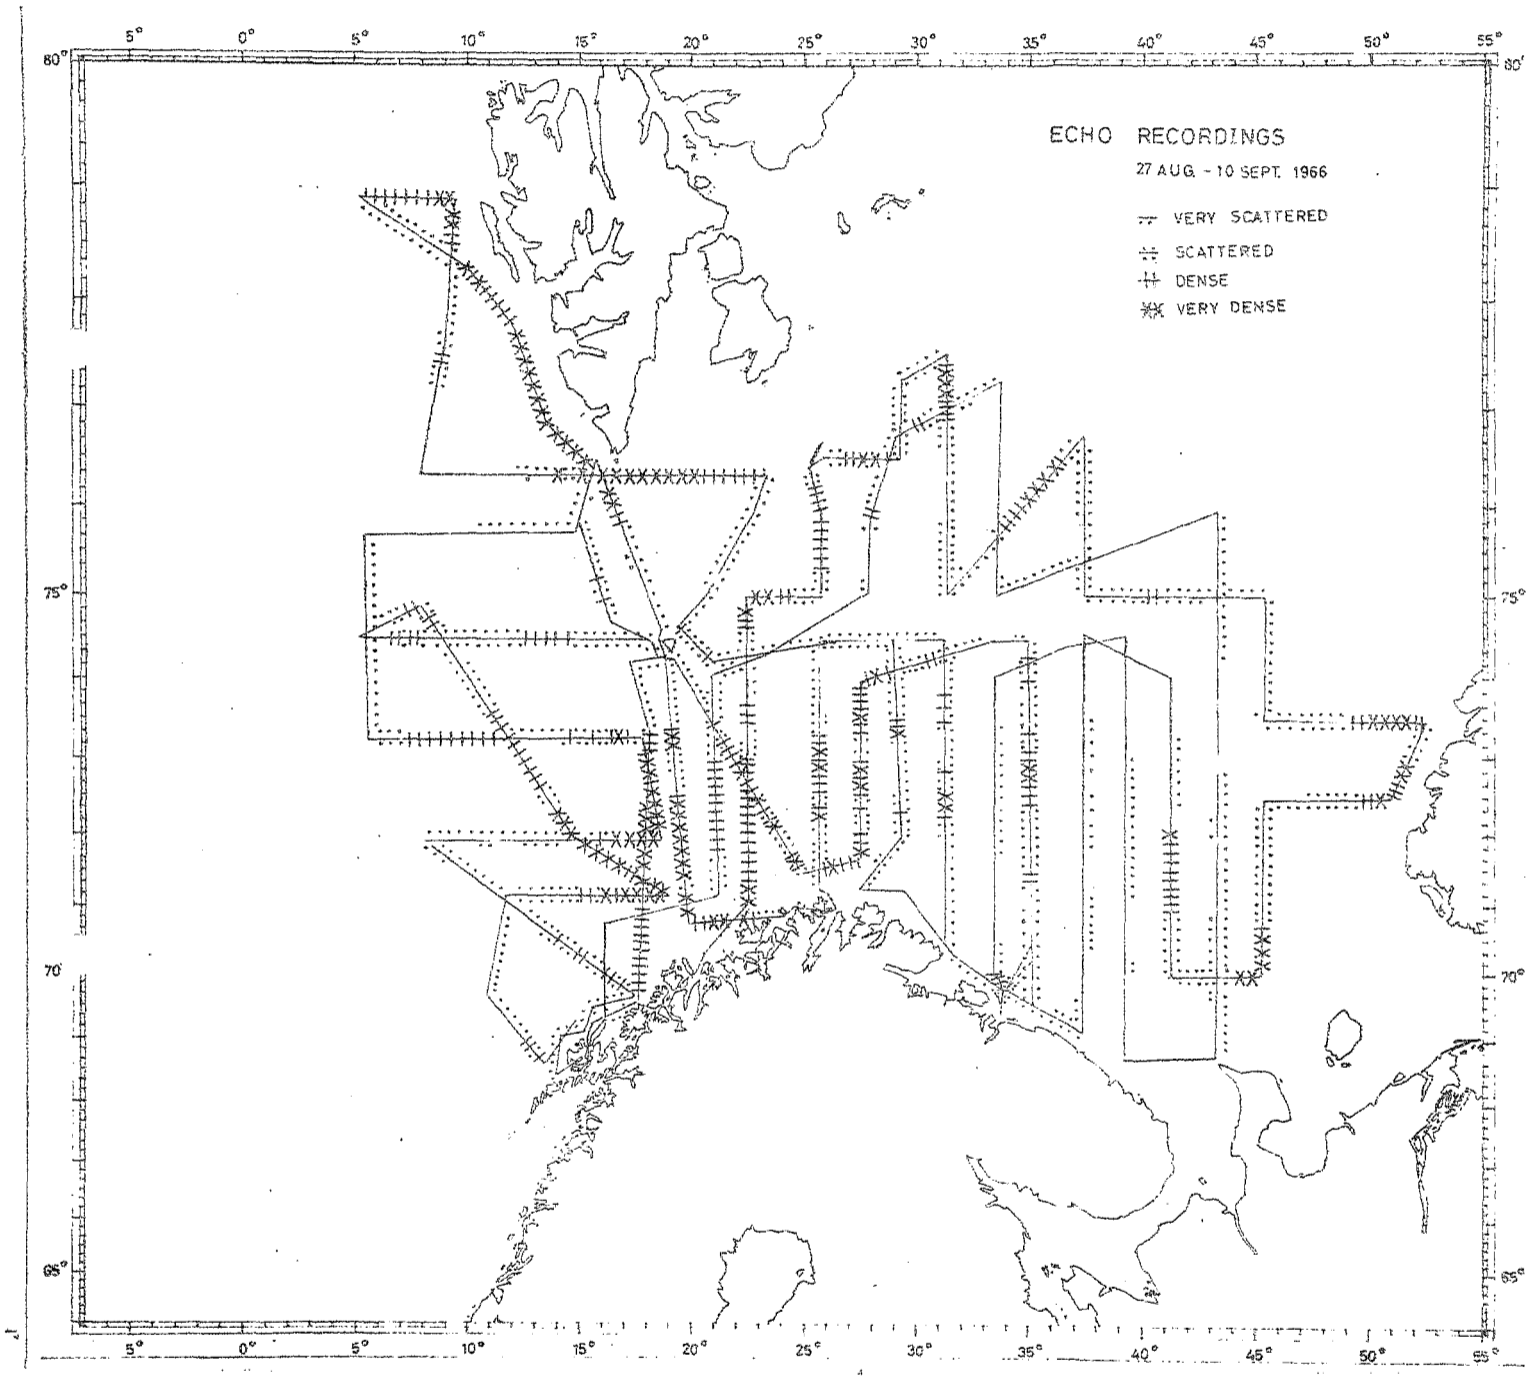 5° 0° 5° 10° 15° 20° 25° 30° 35° 40° 45° 50° 55°
80° 80°
ECHO RECORDINGS
27 AUG. - 10 SEPT. 1966
VERY SCATTERED
SCATTERED
DENSE
VERY DENSE
75° 75°
70° 70°
65° 65°
5° 0° 5° 10° 15° 20° 25° 30° 35° 40° 45° 50° 55°